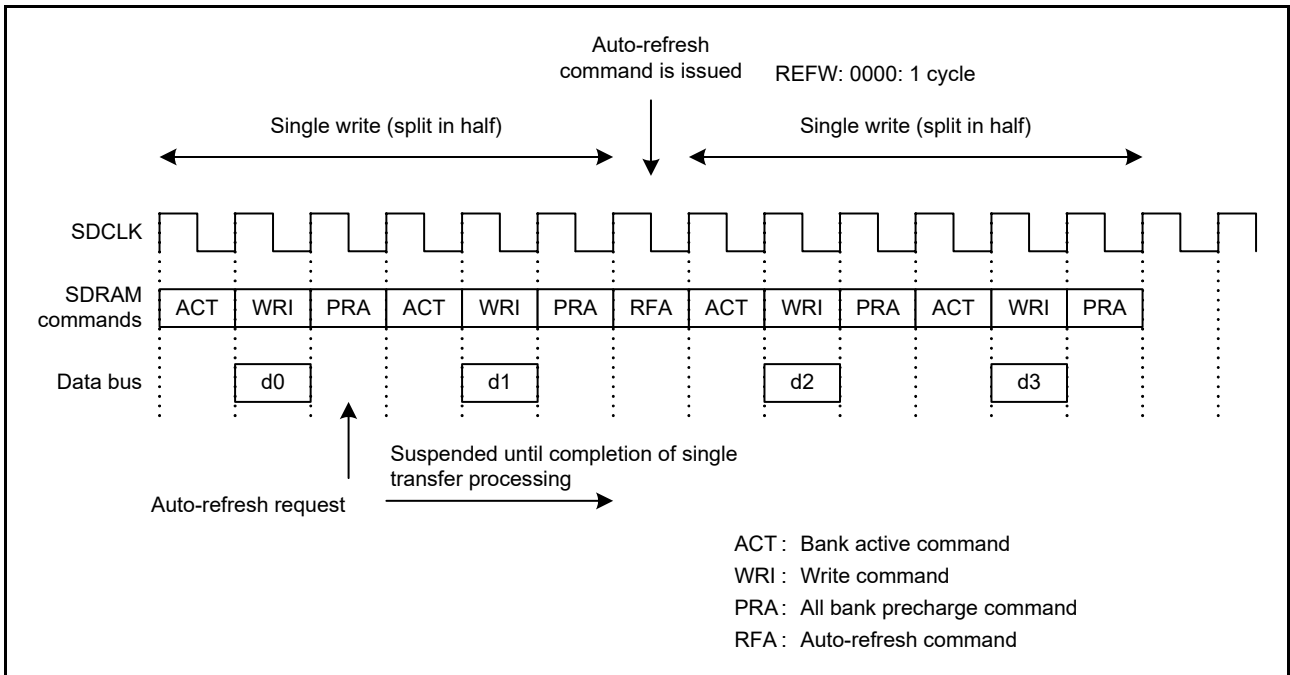 Auto-refresh
command is issued
REFW: 0000: 1 cycle
Single write (split in half)
Single write (split in half)
SDCLK
SDRAM
commands
ACT WRI PRA ACT WRI PRA RFA ACT WRI PRA ACT WRI PRA
Data bus
d0 d1 d2 d3
Suspended until completion of single
transfer processing
Auto-refresh request
ACT : Bank active command
WRI : Write command
PRA : All bank precharge command
RFA : Auto-refresh command